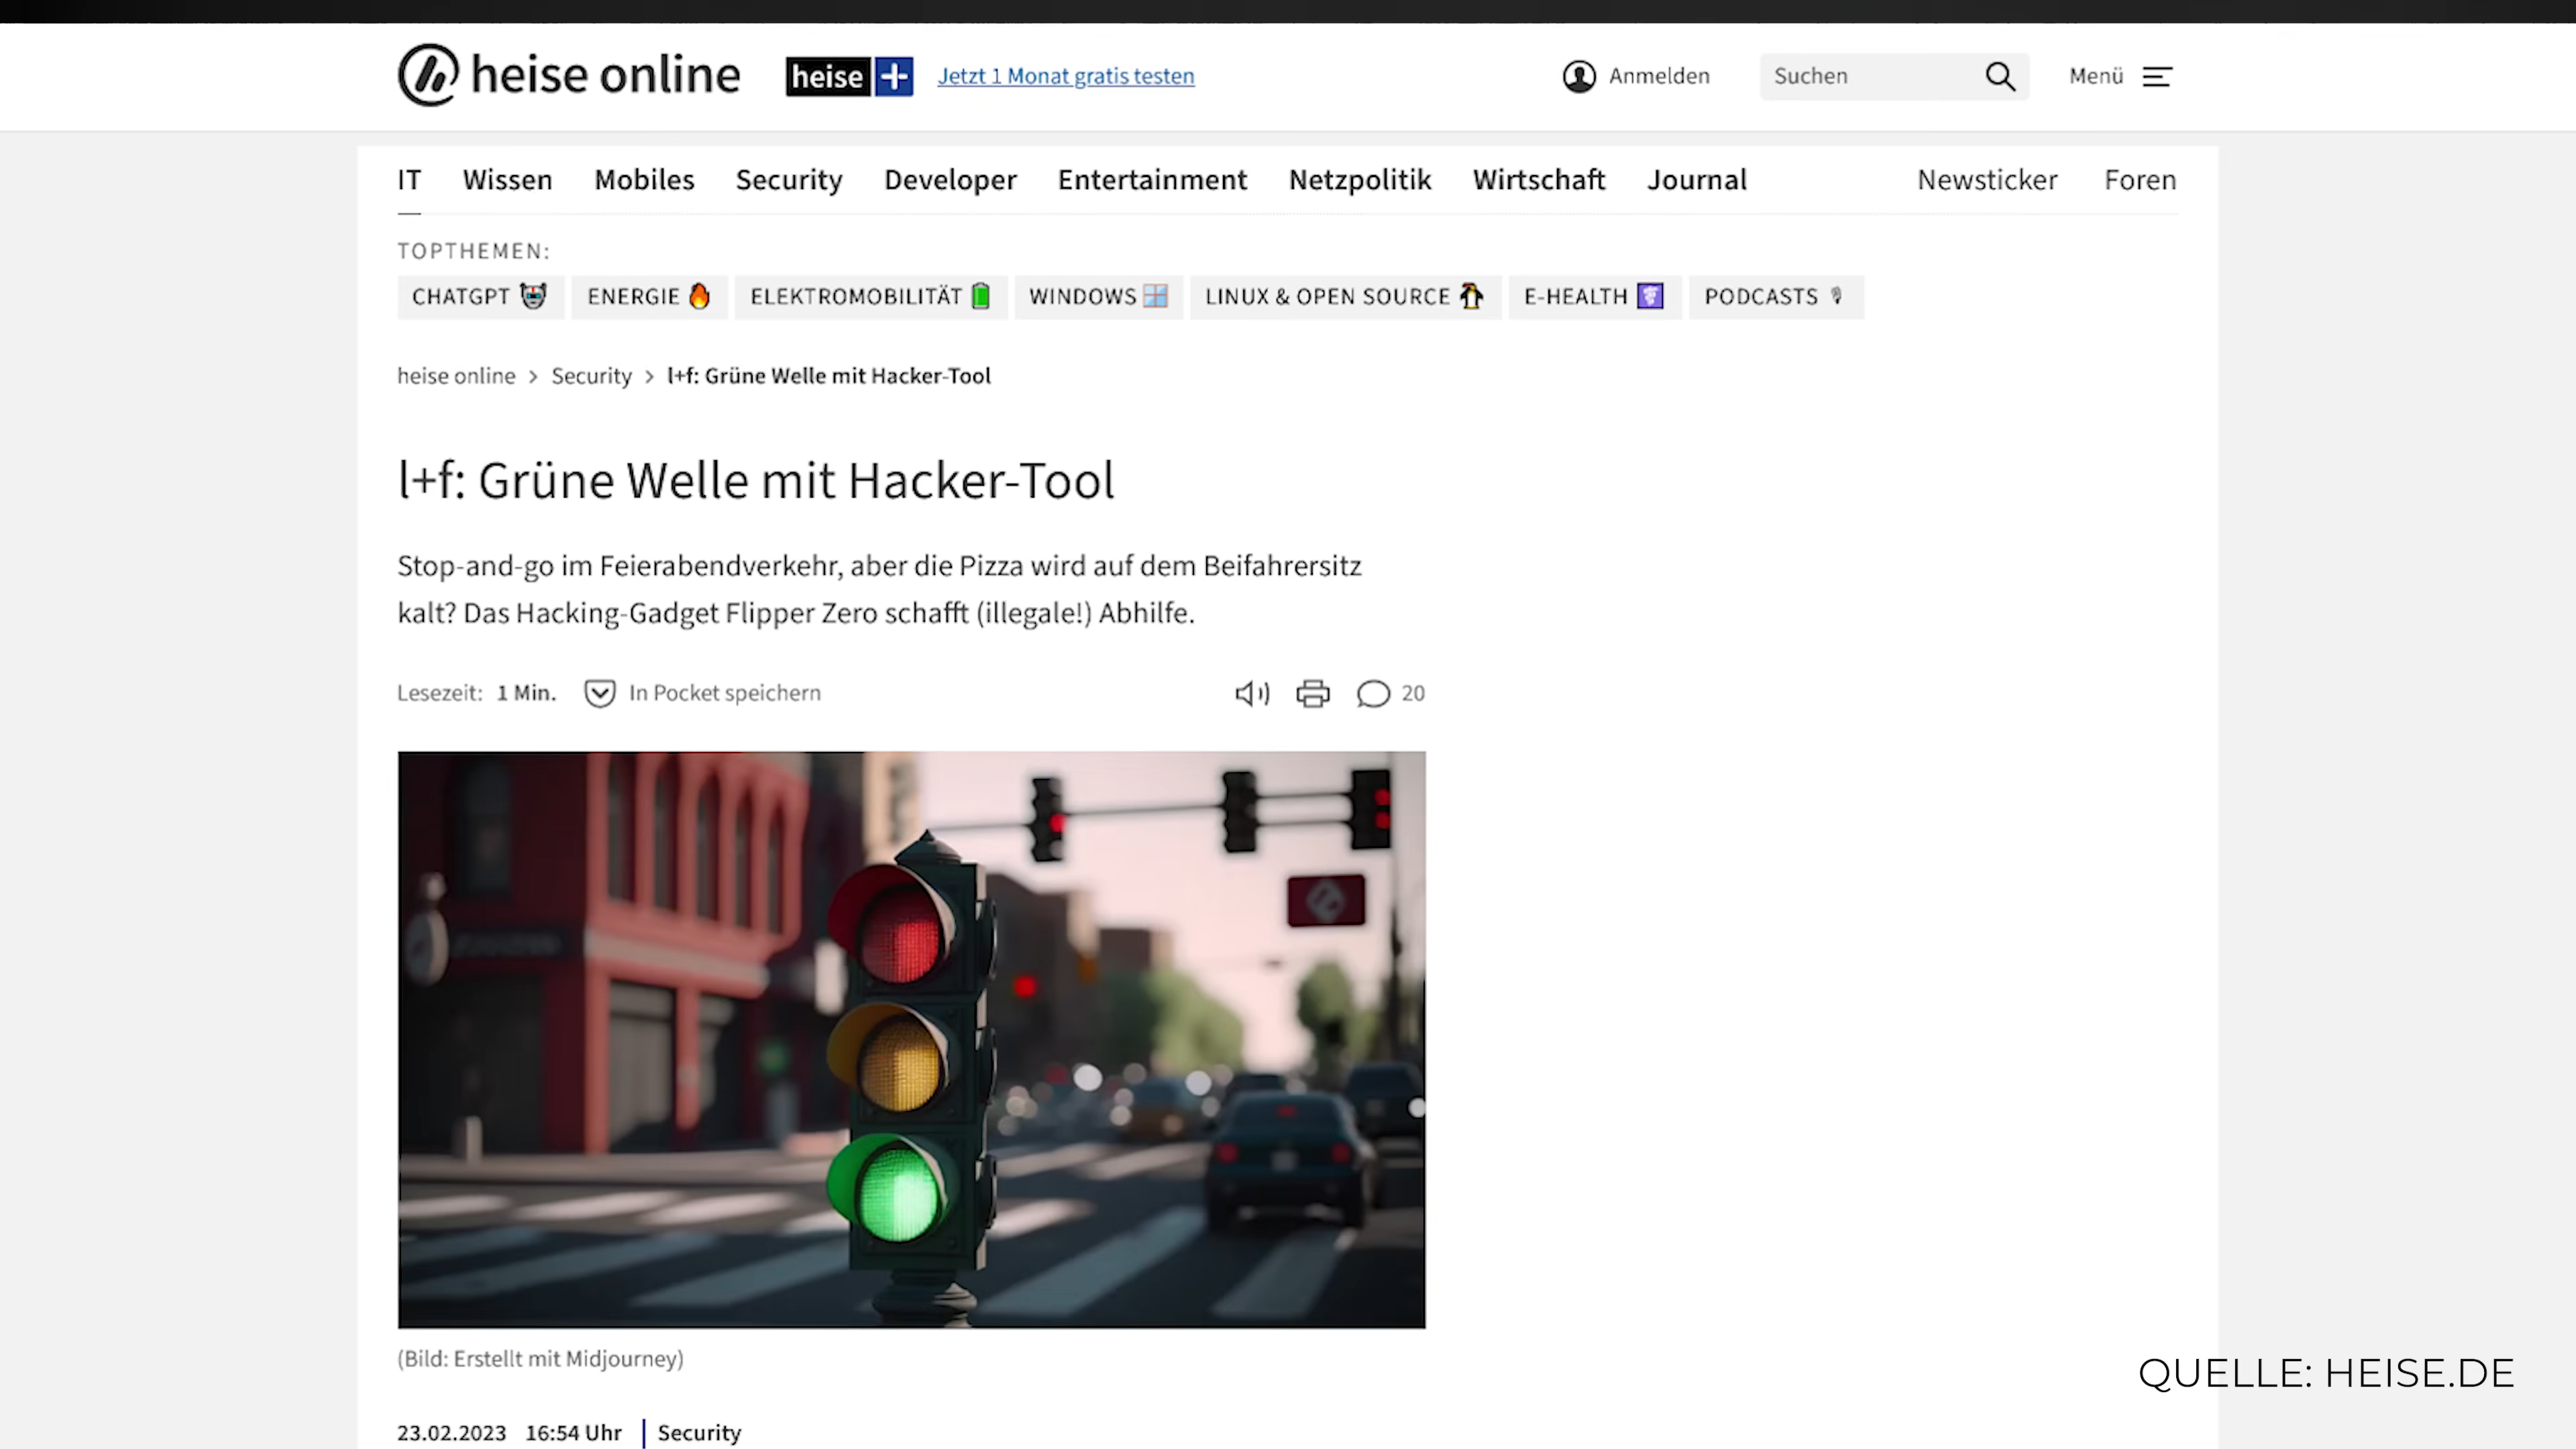 heise online
heise + Jetzt 1 Monat gratis testen
Anmelden
Suchen
Menü
IT Wissen Mobiles Security Developer Entertainment Netzpolitik Wirtschaft Journal Newsticker Foren
TOPTHEMEN:
CHATGPT ENERGIE ELEKTROMOBILITÄT WINDOWS LINUX & OPEN SOURCE E-HEALTH PODCASTS
heise online > Security > l+f: Grüne Welle mit Hacker-Tool
l+f: Grüne Welle mit Hacker-Tool
Stop-and-go im Feierabendverkehr, aber die Pizza wird auf dem Beifahrersitz
kalt? Das Hacking-Gadget Flipper Zero schafft (illegale!) Abhilfe.
Lesezeit: 1 Min. In Pocket speichern 20
(Bild: Erstellt mit Midjourney)
QUELLE: HEISE.DE
23.02.2023 16:54 Uhr | Security